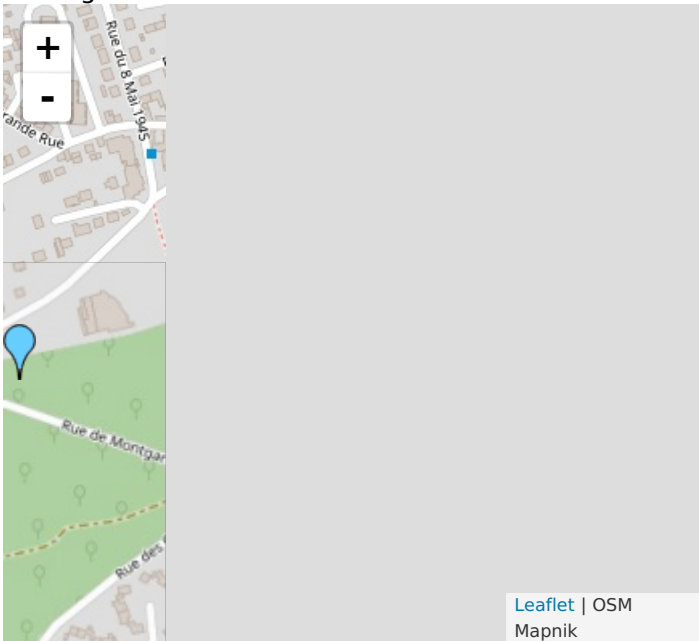 +
-
Rue du 8 Mai 1945
rande Rue
Rue de Montgar
Rue des
Leaflet | OSM
Mapnik